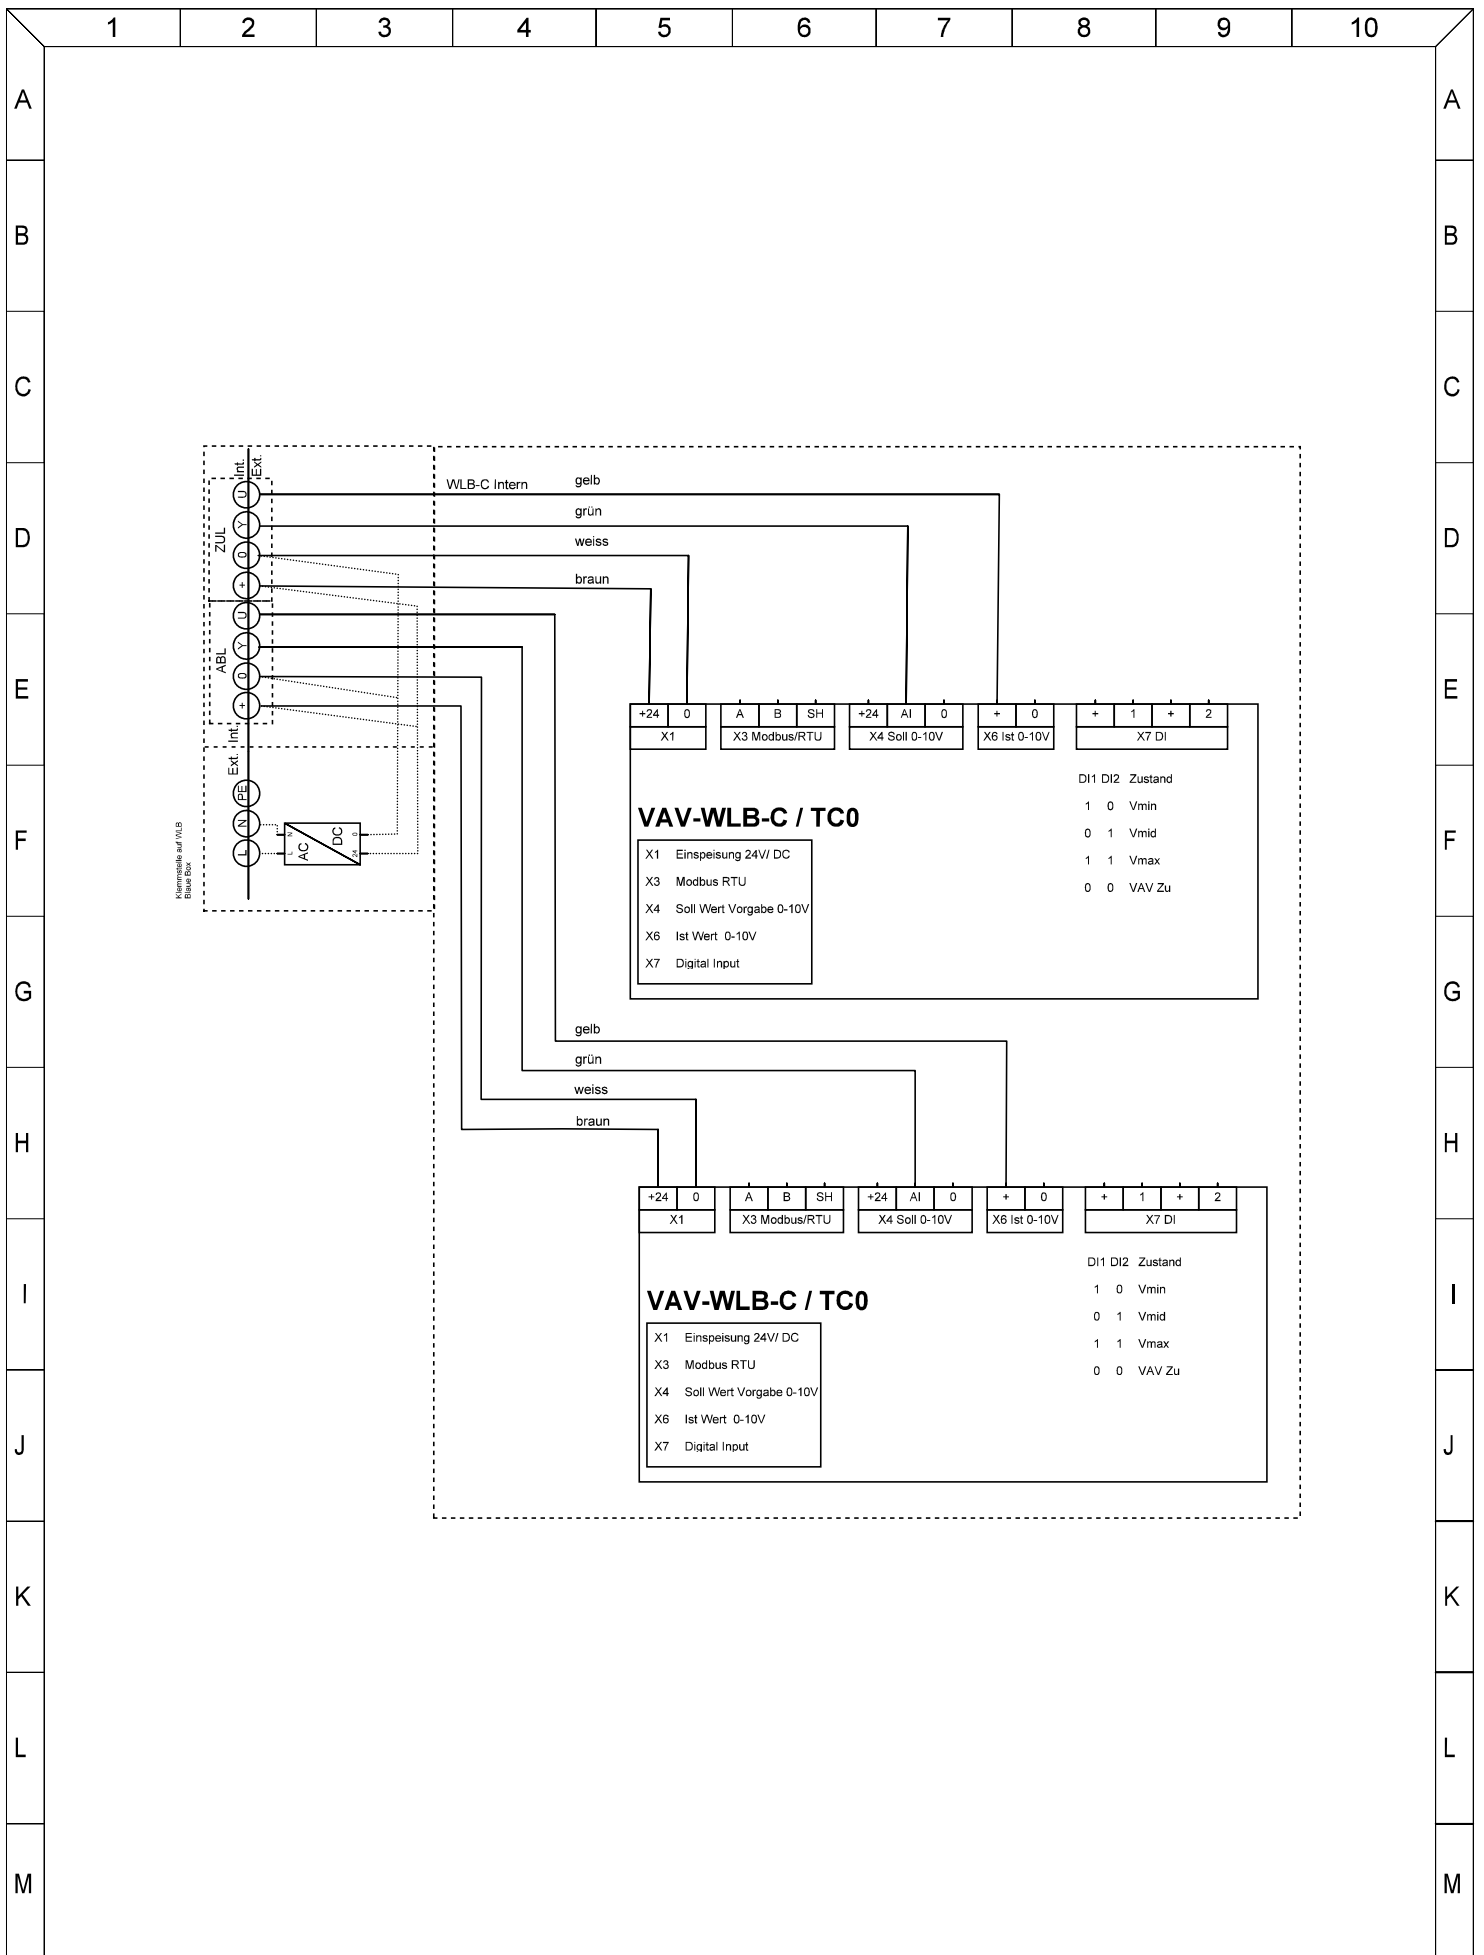 1 2 3 4 5 6 7 8 9 10
A A
B B
C C
D D
E E
F F
G G
H H
I I
J J
K K
L L
M M
Int.
Ext.
ZUL
U
Y
0
+
ABL
U
Y
0
+
Int.
Ext.
PE
N
L
Klemmstelle auf WLB
Blaue Box
N
L
AC
DC
0
24
WLB-C Intern
gelb
grün
weiss
braun
+24 0 A B SH +24 AI 0 + 0 + 1 + 2
X1 X3 Modbus/RTU X4 Soll 0-10V X6 Ist 0-10V X7 DI
VAV-WLB-C / TC0
X1 Einspeisung 24V/ DC
X3 Modbus RTU
X4 Soll Wert Vorgabe 0-10V
X6 Ist Wert 0-10V
X7 Digital Input
DI1 DI2 Zustand
1 0 Vmin
0 1 Vmid
1 1 Vmax
0 0 VAV Zu
gelb
grün
weiss
braun
+24 0 A B SH +24 AI 0 + 0 + 1 + 2
X1 X3 Modbus/RTU X4 Soll 0-10V X6 Ist 0-10V X7 DI
VAV-WLB-C / TC0
X1 Einspeisung 24V/ DC
X3 Modbus RTU
X4 Soll Wert Vorgabe 0-10V
X6 Ist Wert 0-10V
X7 Digital Input
DI1 DI2 Zustand
1 0 Vmin
0 1 Vmid
1 1 Vmax
0 0 VAV Zu